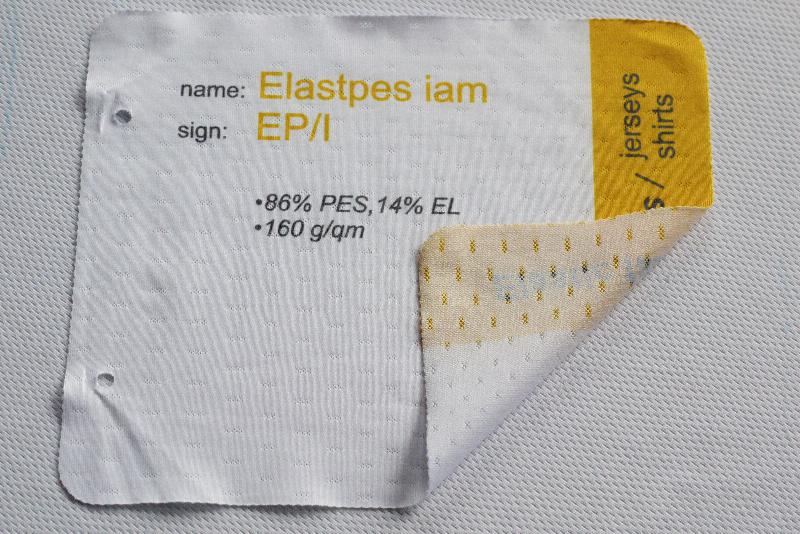 name: Elastpes iam
sign: EP/I
•86% PES,14% EL
•160 g/qm
s / jerseys
shirts